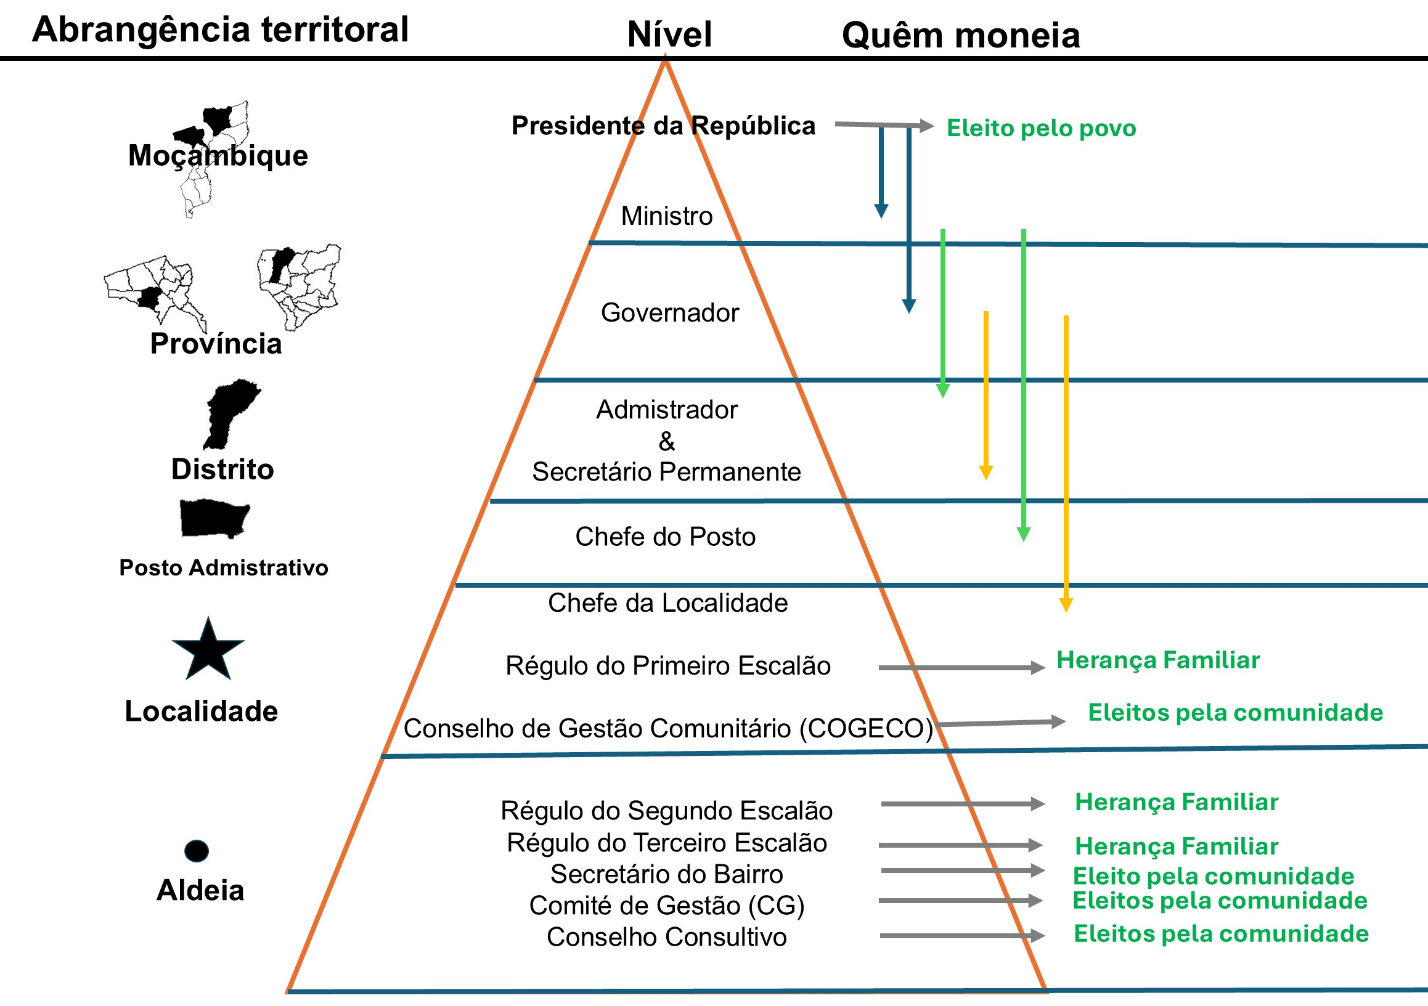 Abrangência territoral
Nível
Quêm moneia
Moçambique
Presidente da República
Eleito pelo povo
Ministro
Província
Governador
Distrito
Admistrador
&
Secretário Permanente
Posto Admistrativo
Chefe do Posto
Localidade
Chefe da Localidade
Régulo do Primeiro Escalão
Herança Familiar
Conselho de Gestão Comunitário (COGECO)
Eleitos pela comunidade
Aldeia
Régulo do Segundo Escalão
Herança Familiar
Régulo do Terceiro Escalão
Herança Familiar
Secretário do Bairro
Eleito pela comunidade
Comité de Gestão (CG)
Eleitos pela comunidade
Conselho Consultivo
Eleitos pela comunidade